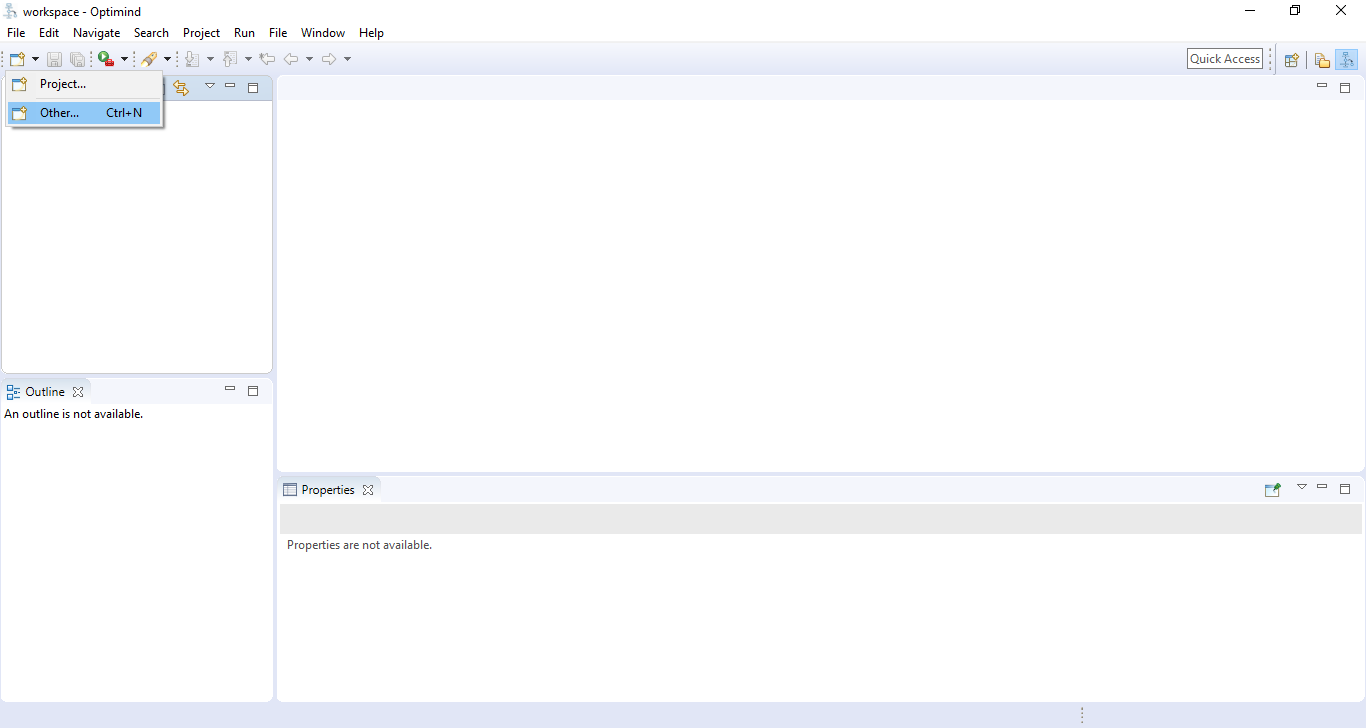 workspace - Optimind
File Edit Navigate Search Project Run File Window Help
Quick Access
Project...
Other... Ctrl+N
Outline
An outline is not available.
Properties
Properties are not available.